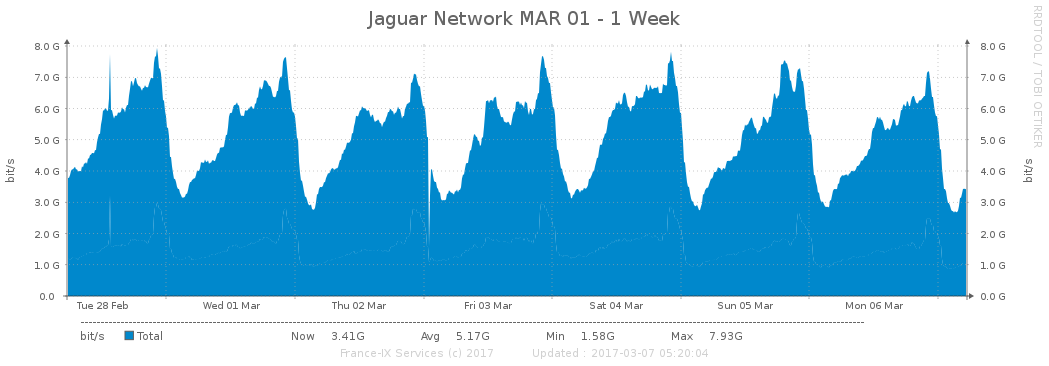 Jaguar Network MAR 01 - 1 Week
RRDTOOL / TOBI OETIKER
bit/s
8.0 G
7.0 G
6.0 G
5.0 G
4.0 G
3.0 G
2.0 G
1.0 G
0.0
8.0 G
7.0 G
6.0 G
5.0 G
4.0 G
3.0 G
2.0 G
1.0 G
0.0 G
bit/s
Tue 28 Feb Wed 01 Mar Thu 02 Mar Fri 03 Mar Sat 04 Mar Sun 05 Mar Mon 06 Mar
bit/s Total Now 3.41G Avg 5.17G Min 1.58G Max 7.93G
France-IX Services (c) 2017 Updated : 2017-03-07 05:20:04